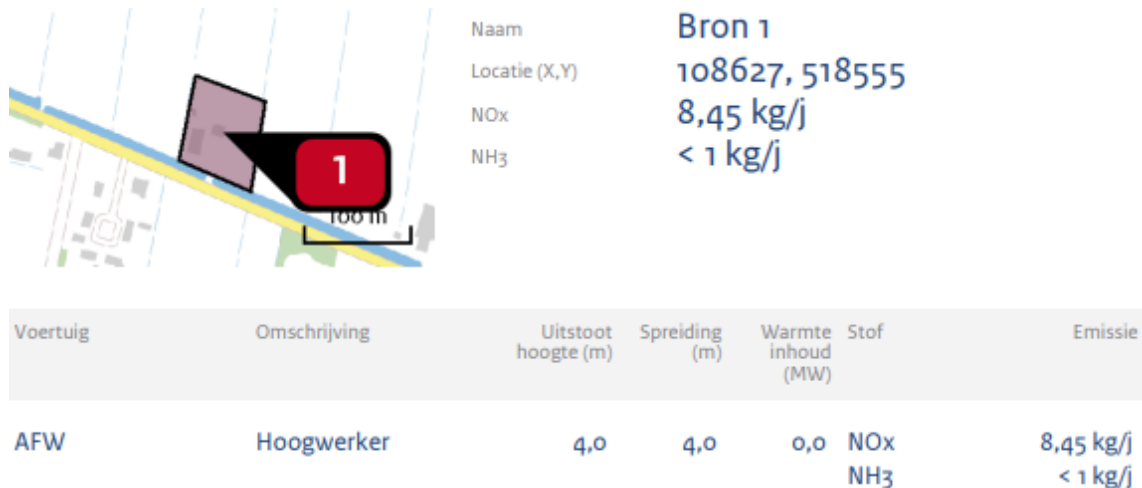 Naam Bron 1
Locatie (X,Y) 108627, 518555
NOx 8,45 kg/j
NH3 < 1 kg/j
1
100 m
Voertuig Omschrijving Uitstoot hoogte (m) Spreiding (m) Warmte inhoud (MW) Stof Emissie
AFW Hoogwerker 4,0 4,0 0,0 NOx 8,45 kg/j
NH3 < 1 kg/j